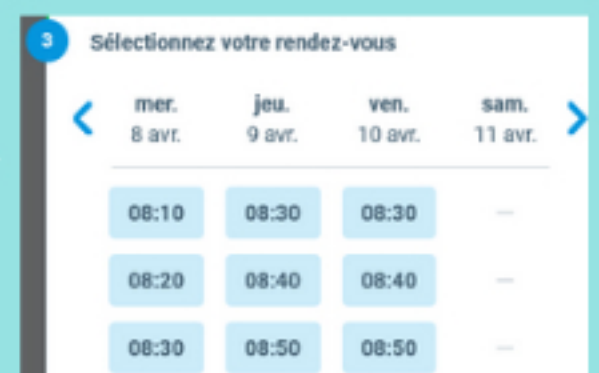 3 Sélectionnez votre rendez-vous
mer. jeu. ven. sam.
8 avr. 9 avr. 10 avr. 11 avr.
08:10 08:30 08:30 —
08:20 08:40 08:40 —
08:30 08:50 08:50 —